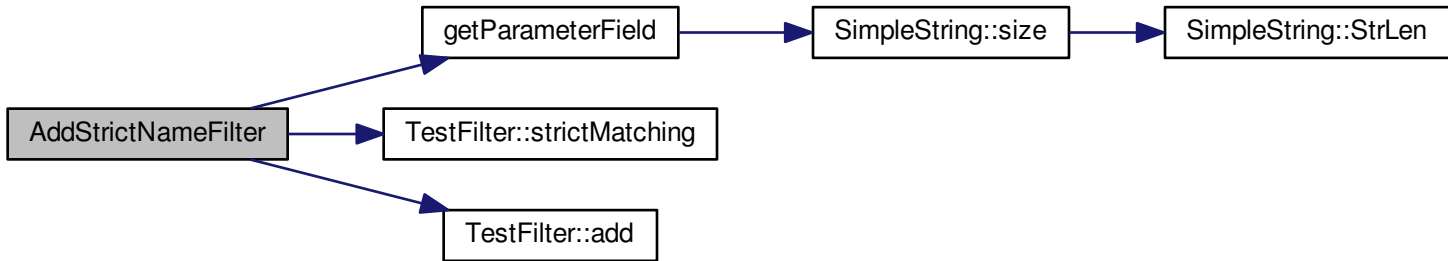 getParameterField
SimpleString::size
SimpleString::StrLen
AddStrictNameFilter
TestFilter::strictMatching
TestFilter::add